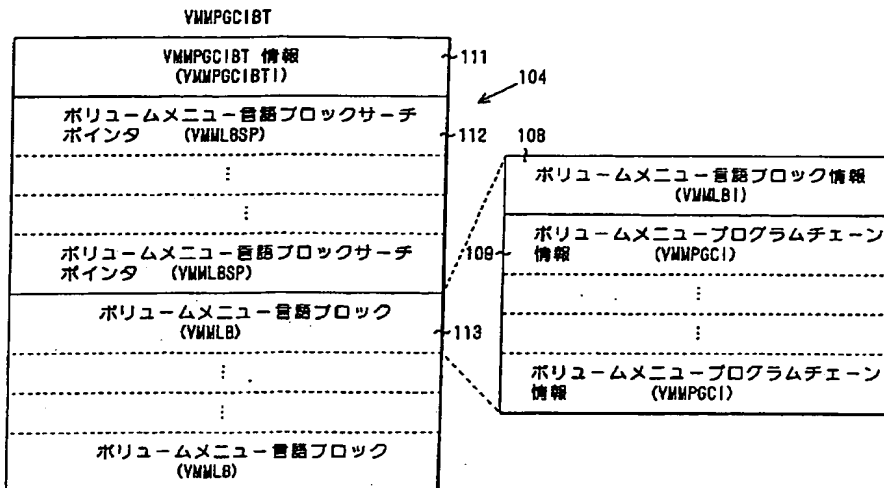 VMMPGCIBT
VMMPGCIBT 情報
(VMMPGCIBTI)
111
104
ボリュームメニュー言語ブロックサーチ
ポインタ (VMMLBSP)
112
⋮
⋮
ボリュームメニュー言語ブロックサーチ
ポインタ (VMMLBSP)
ボリュームメニュー言語ブロック
(VMMLB)
113
⋮
⋮
ボリュームメニュー言語ブロック
(VMMLB)
108
ボリュームメニュー言語ブロック情報
(VMMLBI)
109
ボリュームメニュープログラムチェーン
情報 (VMMPGCI)
⋮
⋮
ボリュームメニュープログラムチェーン
情報 (VMMPGCI)